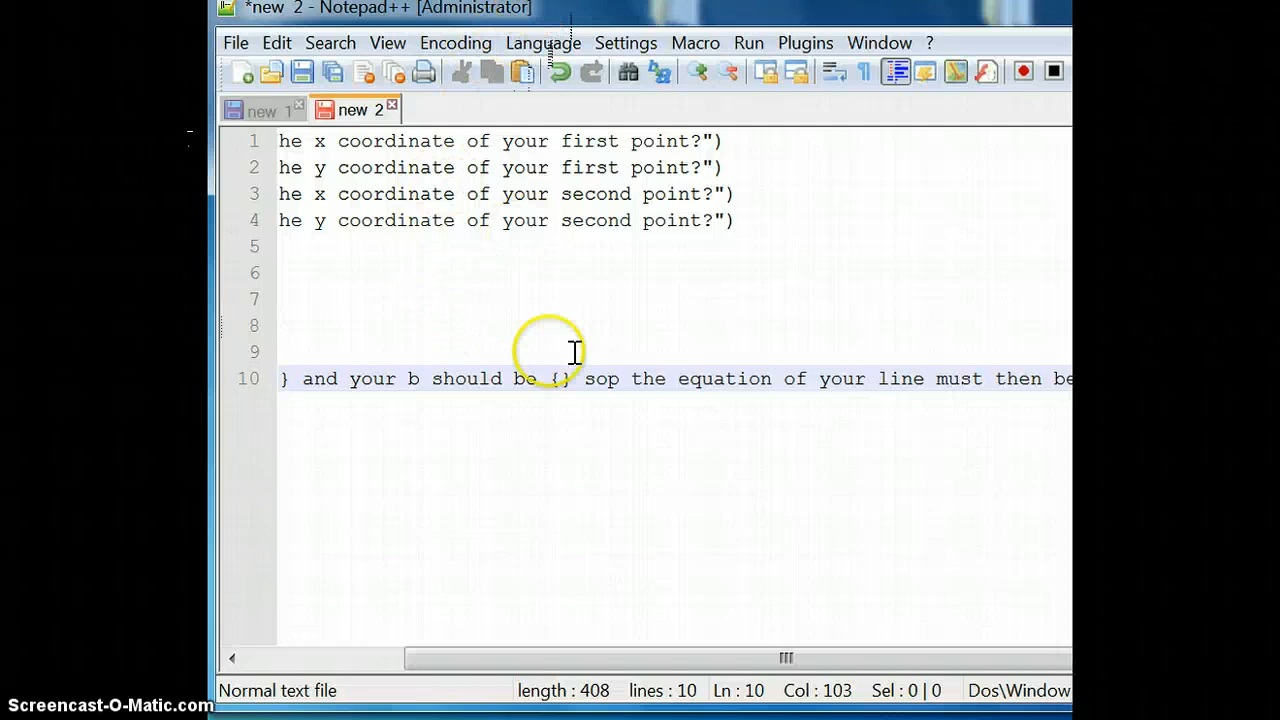 *new 2 - Notepad++ [Administrator]
File Edit Search View Encoding Language Settings Macro Run Plugins Window ?
new 1 new 2
1 he x coordinate of your first point?")
2 he y coordinate of your first point?")
3 he x coordinate of your second point?")
4 he y coordinate of your second point?")
5
6
7
8
9
10 } and your b should be {} sop the equation of your line must then be
Normal text file length : 408 lines : 10 Ln : 10 Col : 103 Sel : 0 | 0 Dos\Window
Screencast-O-Matic.com